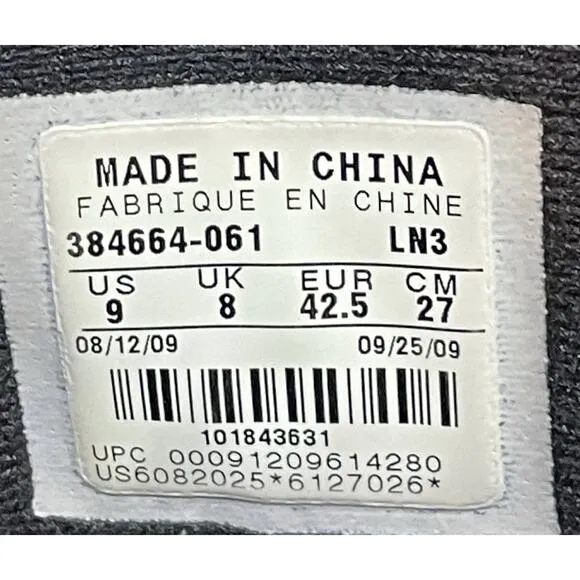 MADE IN CHINA
FABRIQUE EN CHINE
384664-061 LN3
US UK EUR CM
9 8 42.5 27
08/12/09 09/25/09
101843631
UPC 00091209614280
US6082025*6127026*